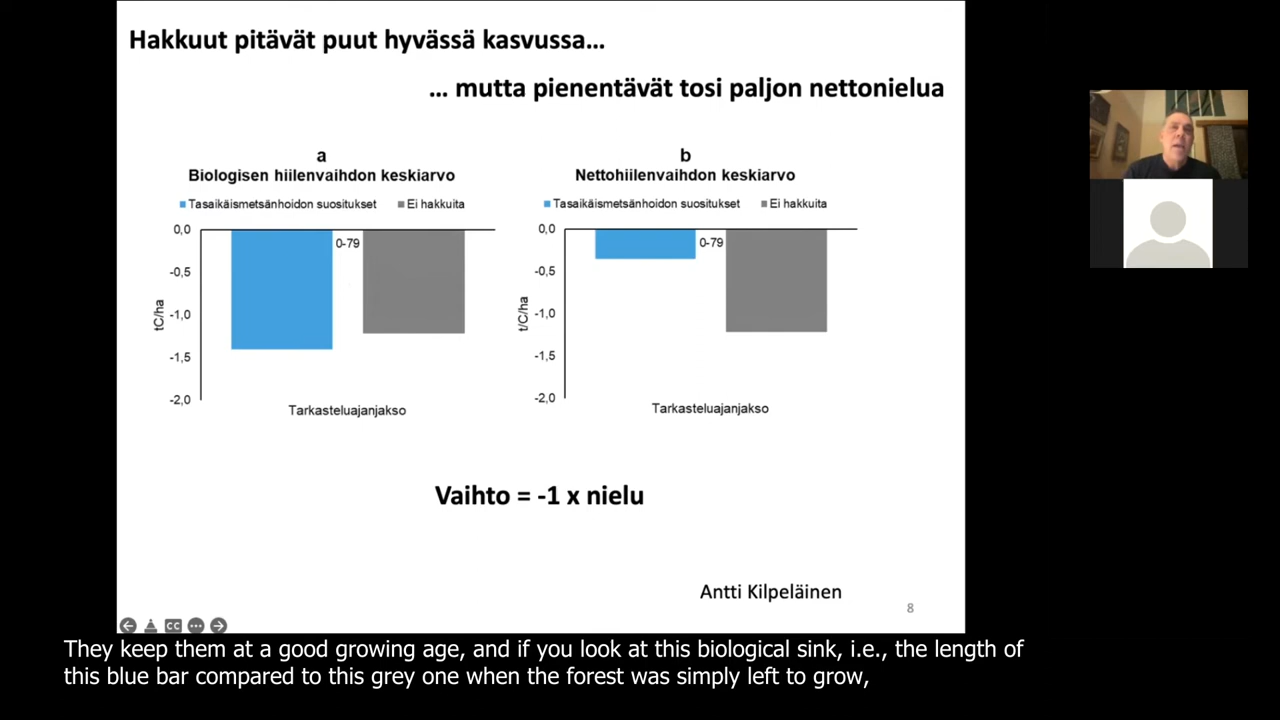 Hakkuut pitävät puut hyvässä kasvussa…
… mutta pienentävät tosi paljon nettonielua
a
Biologisen hiilenvaihdon keskiarvo
Tasaikäismetsänhoidon suositukset Ei hakkuita
0,0
0-79
-0,5
-1,0
-1,5
-2,0
tC/ha
Tarkasteluajanjakso
b
Nettohiilenvaihdon keskiarvo
Tasaikäismetsänhoidon suositukset Ei hakkuita
0,0
0-79
-0,5
-1,0
-1,5
-2,0
t/C/ha
Tarkasteluajanjakso
Vaihto = -1 x nielu
Antti Kilpeläinen
8
CC
They keep them at a good growing age, and if you look at this biological sink, i.e., the length of
this blue bar compared to this grey one when the forest was simply left to grow,